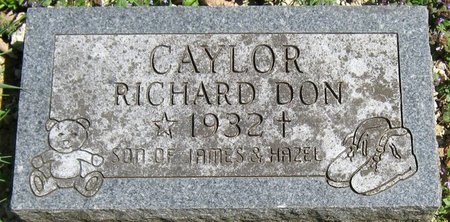 CAYLOR
RICHARD DON
☆ 1932 †
SON OF JAMES & HAZEL